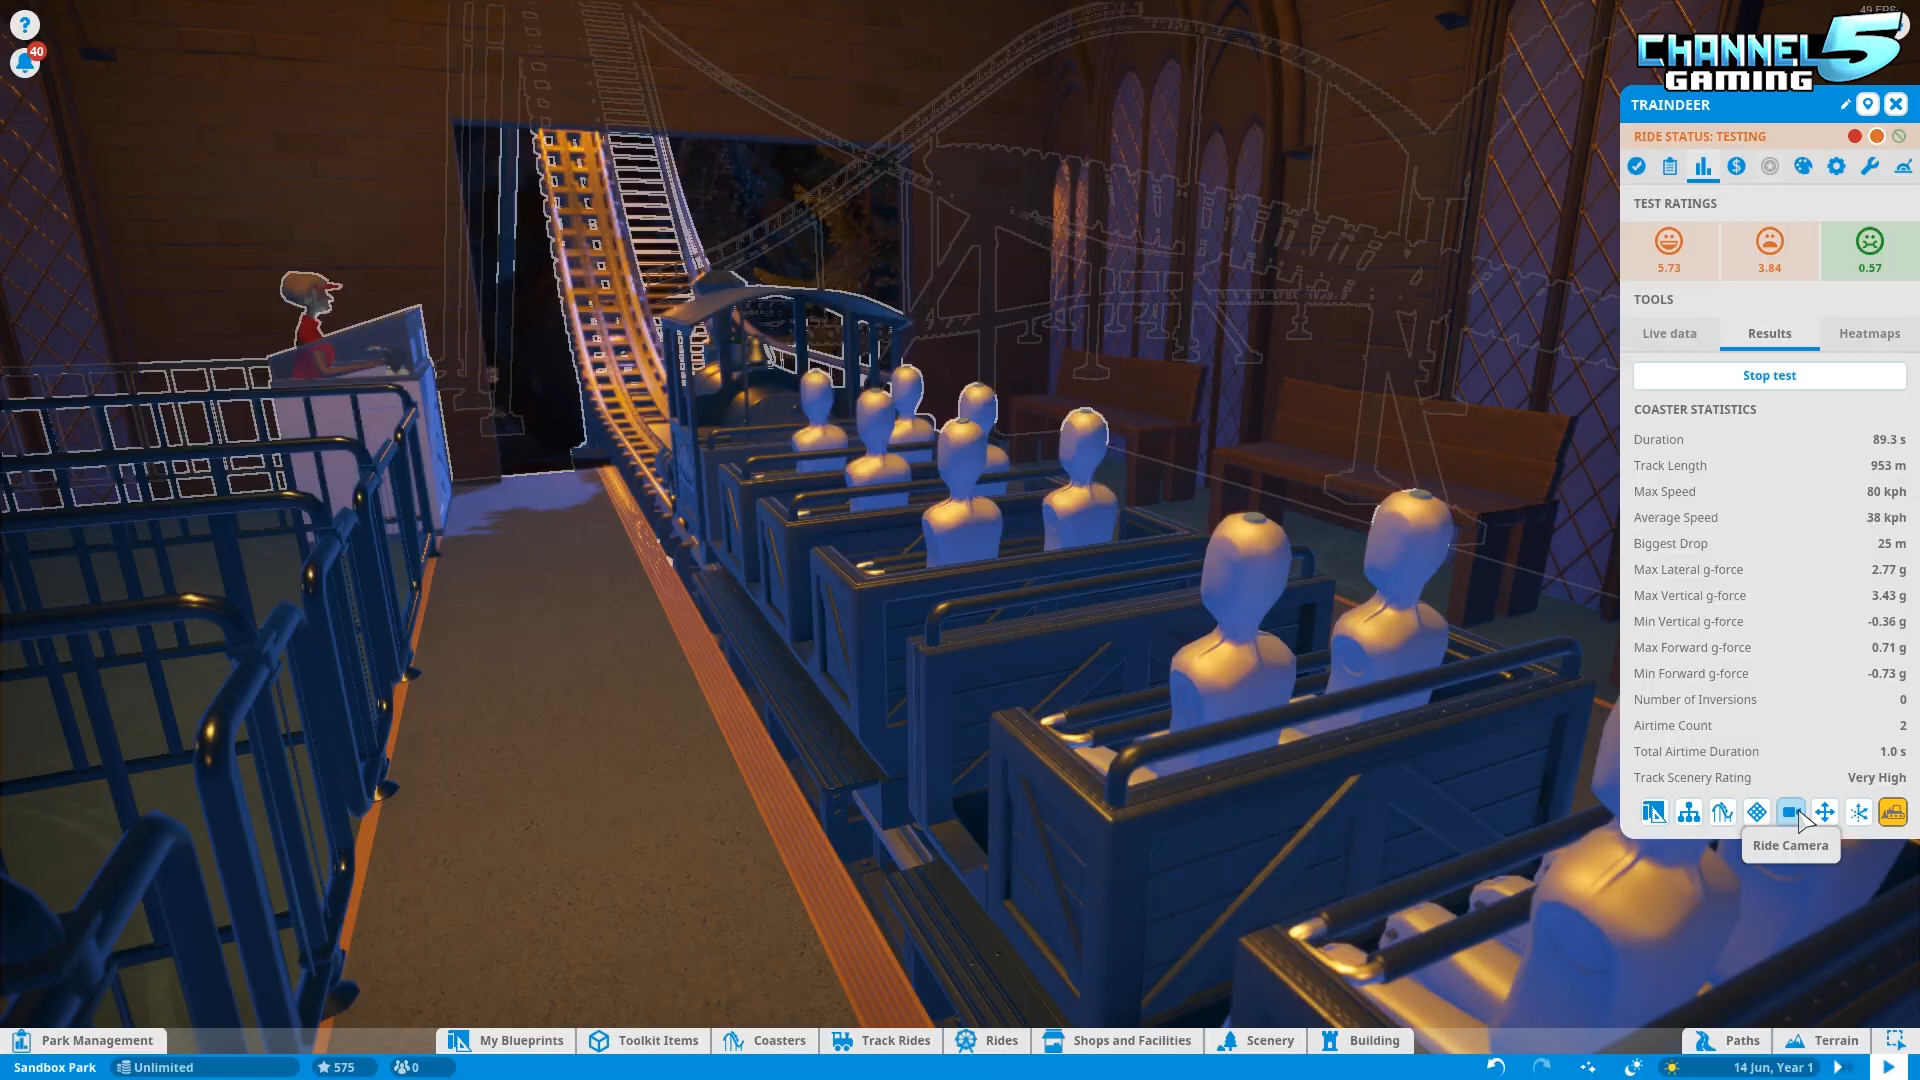 ?
40
49 FPS
CHANNEL 5
GAMING
TRAINDEER
RIDE STATUS: TESTING
TEST RATINGS
5.73
3.84
0.57
TOOLS
Live data
Results
Heatmaps
Stop test
COASTER STATISTICS
Duration 89.3 s
Track Length 953 m
Max Speed 80 kph
Average Speed 38 kph
Biggest Drop 25 m
Max Lateral g-force 2.77 g
Max Vertical g-force 3.43 g
Min Vertical g-force -0.36 g
Max Forward g-force 0.71 g
Min Forward g-force -0.73 g
Number of Inversions 0
Airtime Count 2
Total Airtime Duration 1.0 s
Track Scenery Rating Very High
Ride Camera
Park Management
My Blueprints
Toolkit Items
Coasters
Track Rides
Rides
Shops and Facilities
Scenery
Building
Paths
Terrain
Sandbox Park
Unlimited
575
0
14 Jun, Year 1